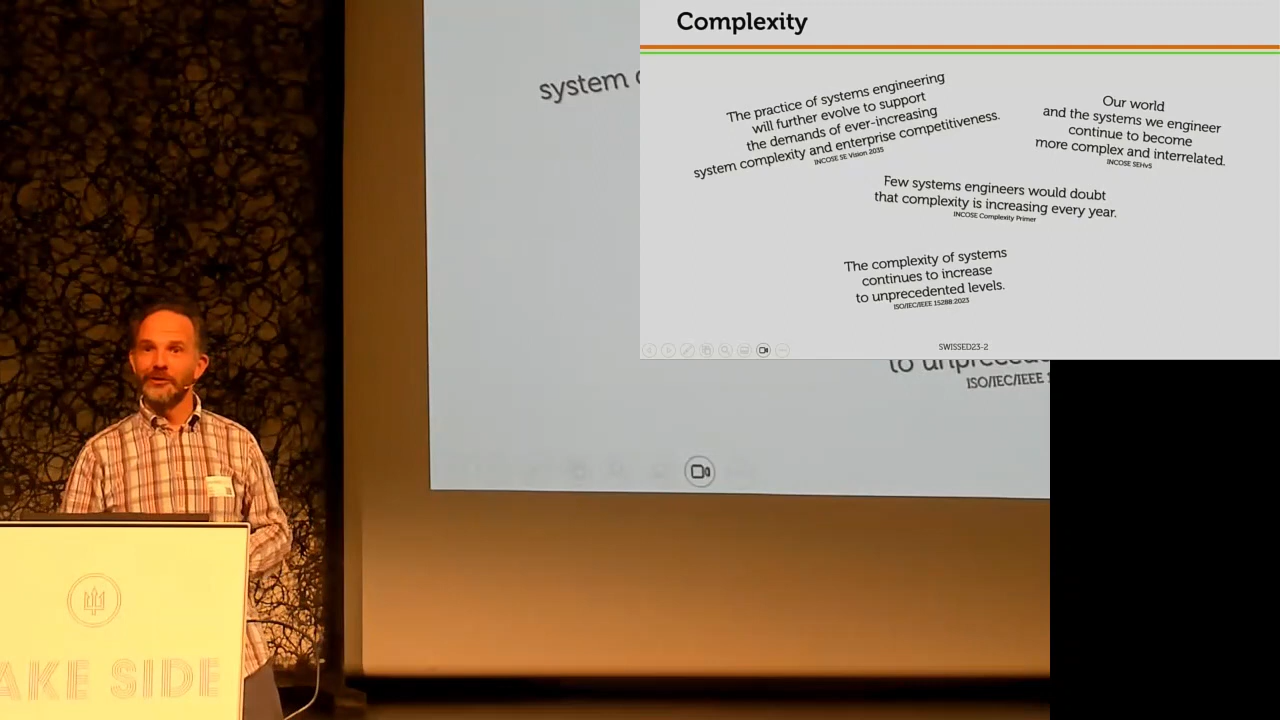 Complexity
The practice of systems engineering
will further evolve to support
the demands of ever-increasing
system complexity and enterprise competitiveness.
INCOSE SE Vision 2035
Our world
and the systems we engineer
continue to become
more complex and interrelated.
INCOSE SEHv5
Few systems engineers would doubt
that complexity is increasing every year.
INCOSE Complexity Primer
The complexity of systems
continues to increase
to unprecedented levels.
ISO/IEC/IEEE 15288:2023
SWISSED23-2
system
to
ISO/IEC/IEEE
AKE SIDE